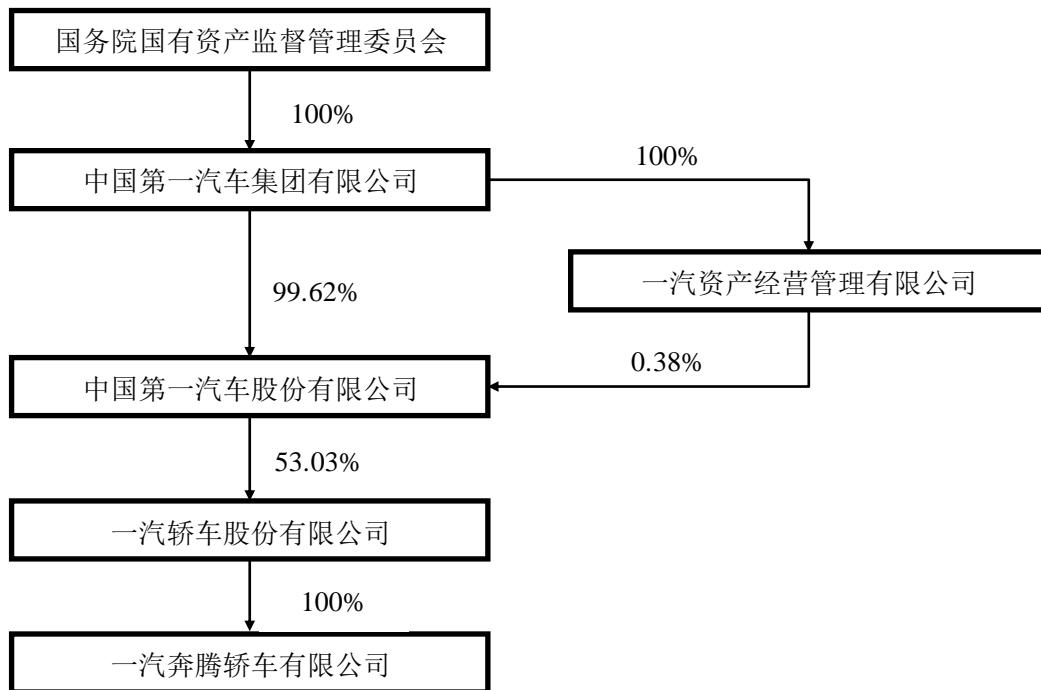 国务院国有资产监督管理委员会
100%
中国第一汽车集团有限公司
100%
一汽资产经营管理有限公司
99.62%
0.38%
中国第一汽车股份有限公司
53.03%
一汽轿车股份有限公司
100%
一汽奔腾轿车有限公司